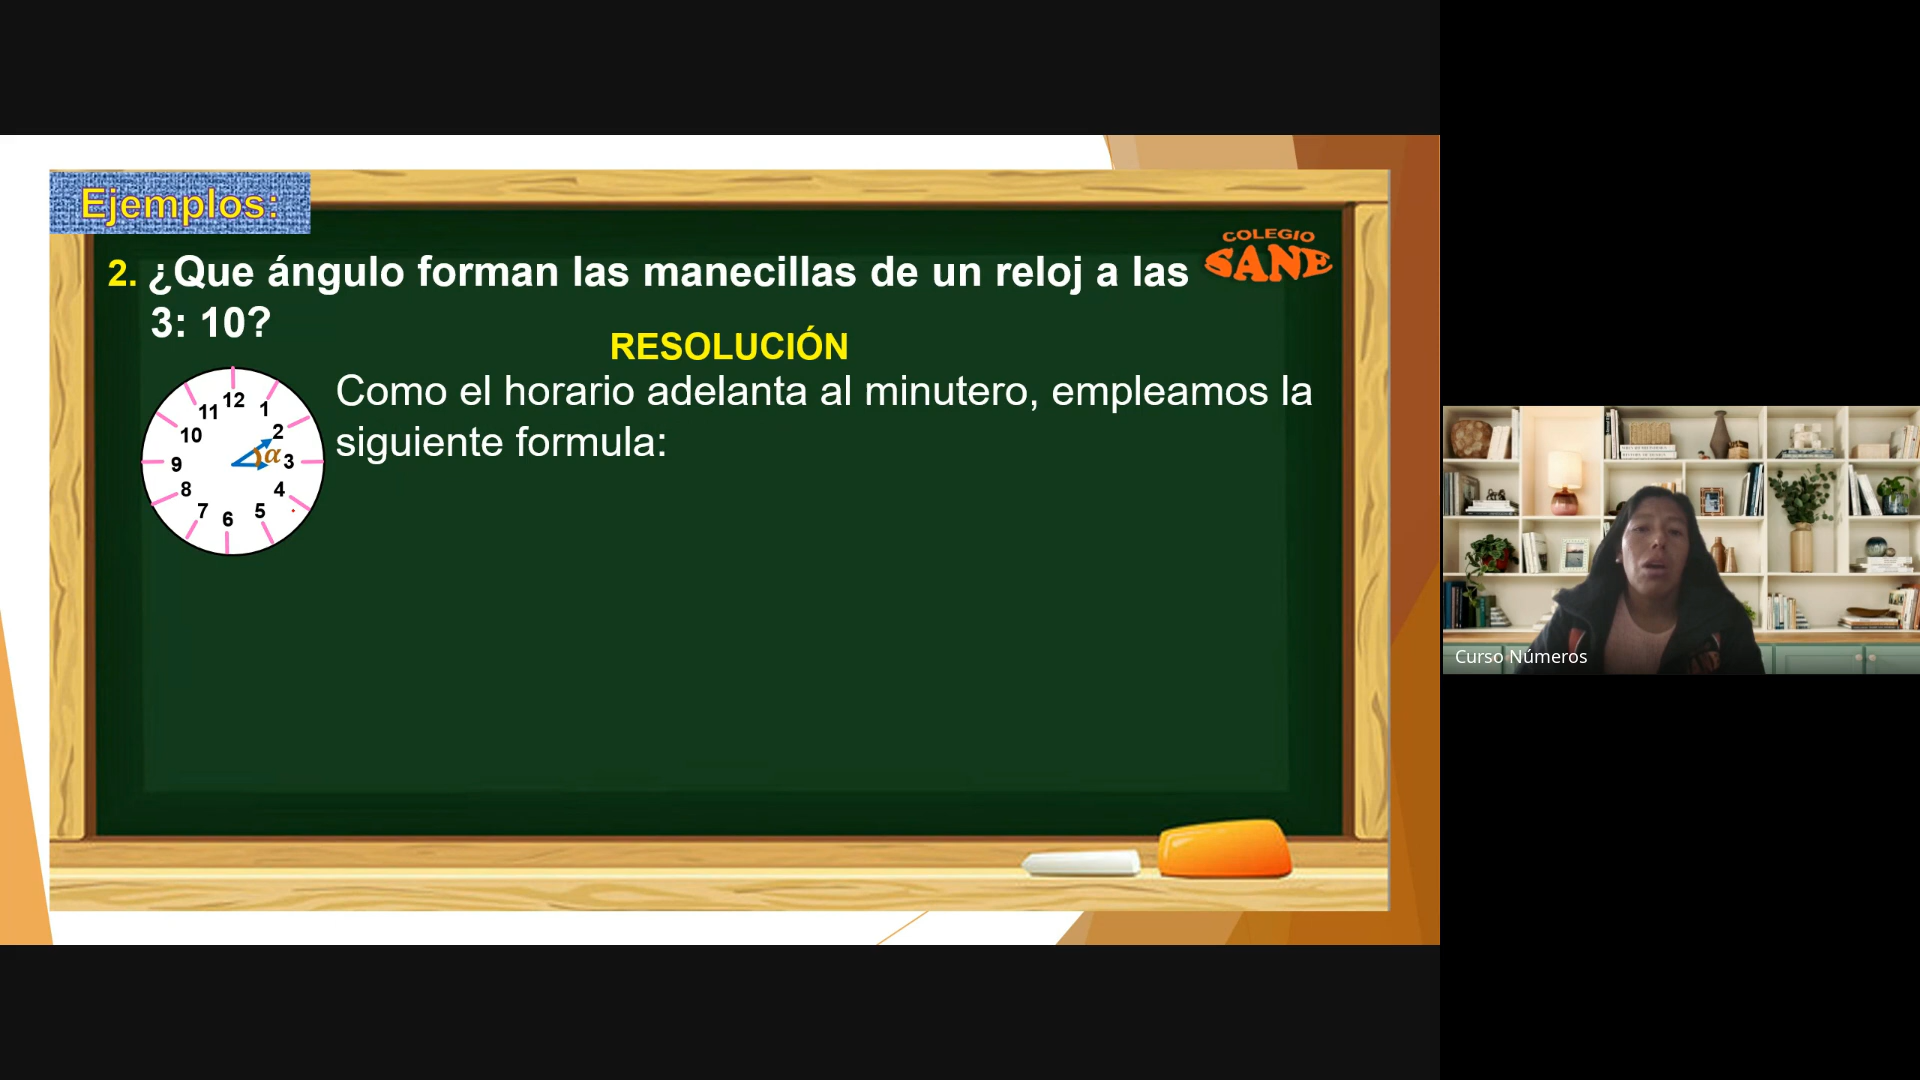 Ejemplos:
COLEGIO
SANE
2. ¿Que ángulo forman las manecillas de un reloj a las
3: 10?
RESOLUCIÓN
Como el horario adelanta al minutero, empleamos la
siguiente formula:
12
11 1
10 2
9 α 3
8 4
7 5
6
Curso Números